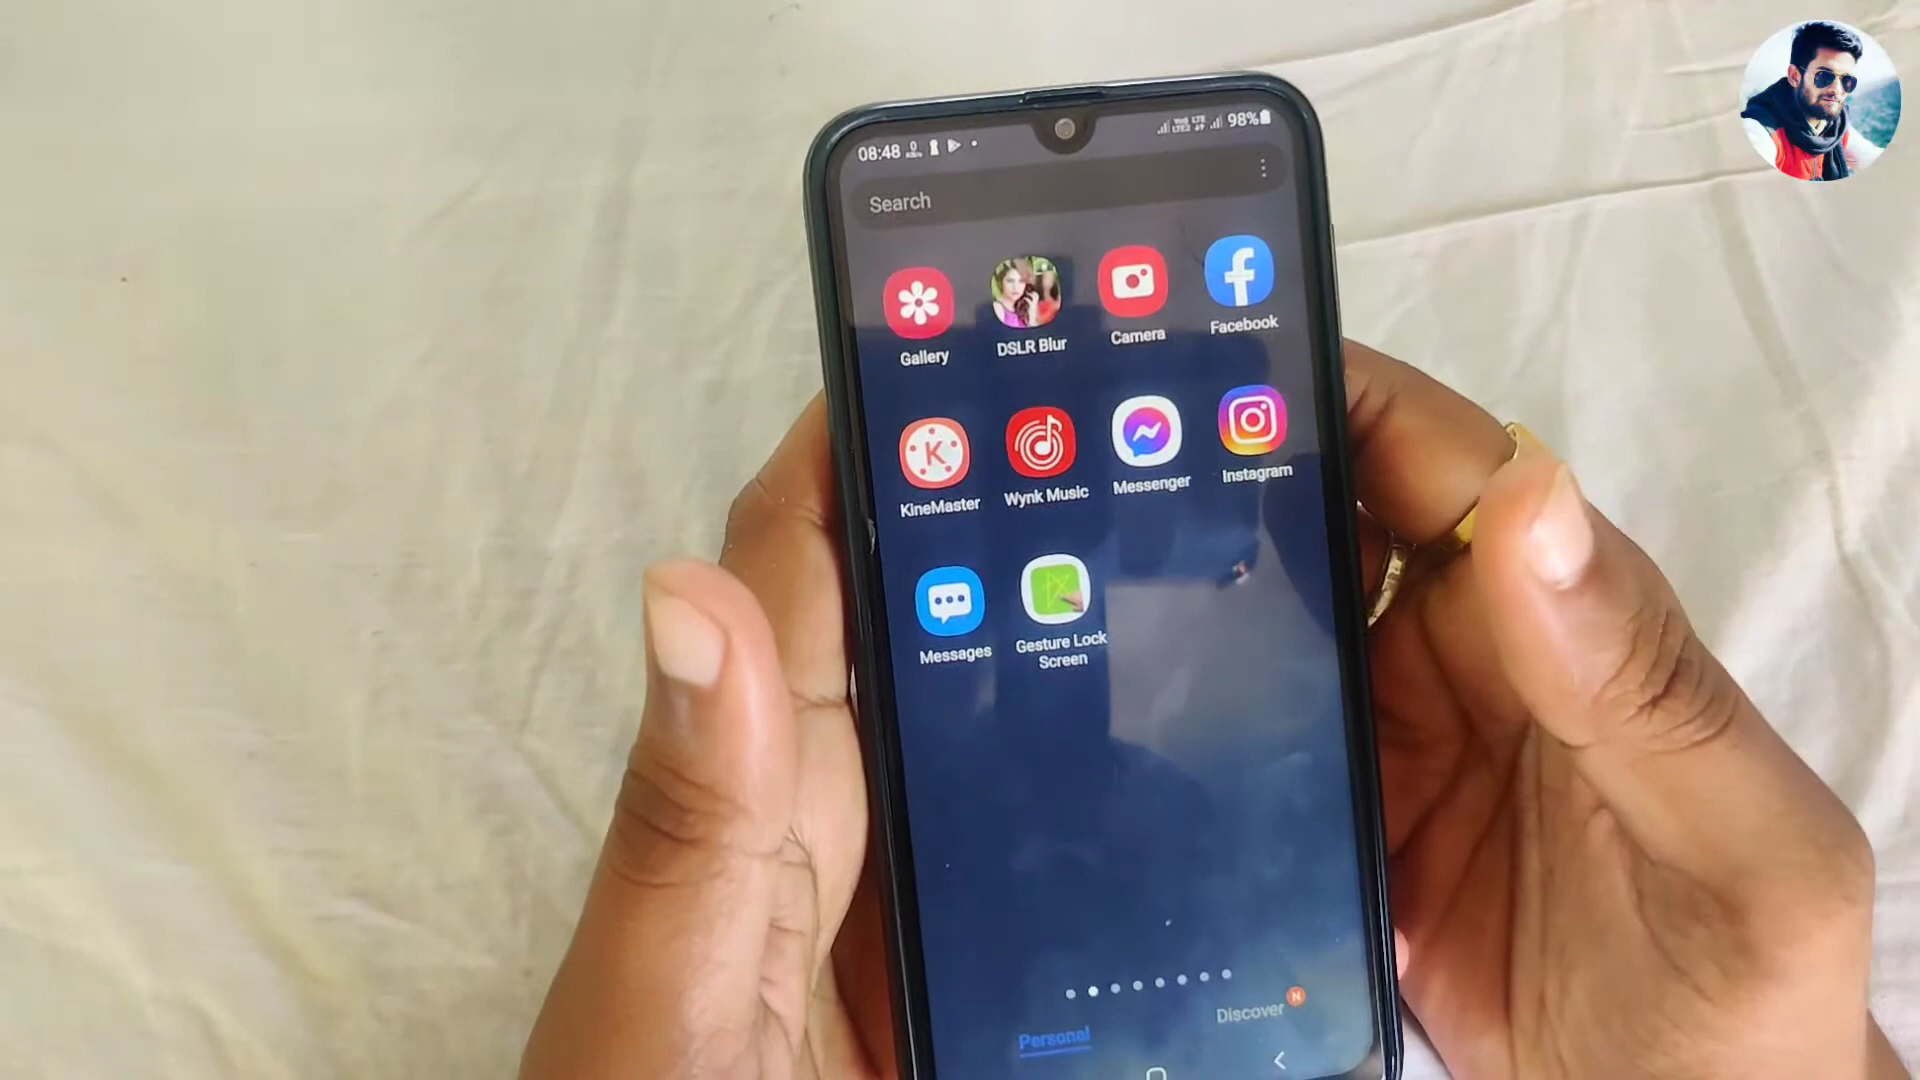 08:48
98%
Search
Gallery
DSLR Blur
Camera
Facebook
KineMaster
Wynk Music
Messenger
Instagram
Messages
Gesture Lock
Screen
Personal
Discover
N